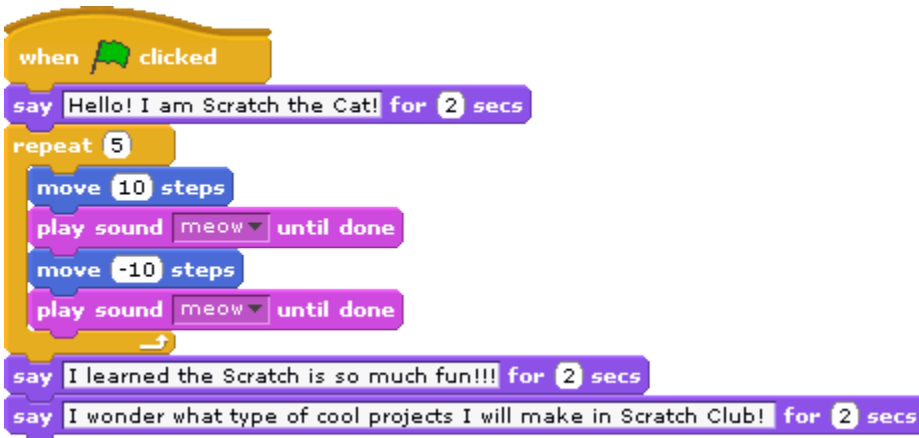 when clicked
say Hello! I am Scratch the Cat! for 2 secs
repeat 5
move 10 steps
play sound meow until done
move -10 steps
play sound meow until done
say I learned the Scratch is so much fun!!! for 2 secs
say I wonder what type of cool projects I will make in Scratch Club! for 2 secs